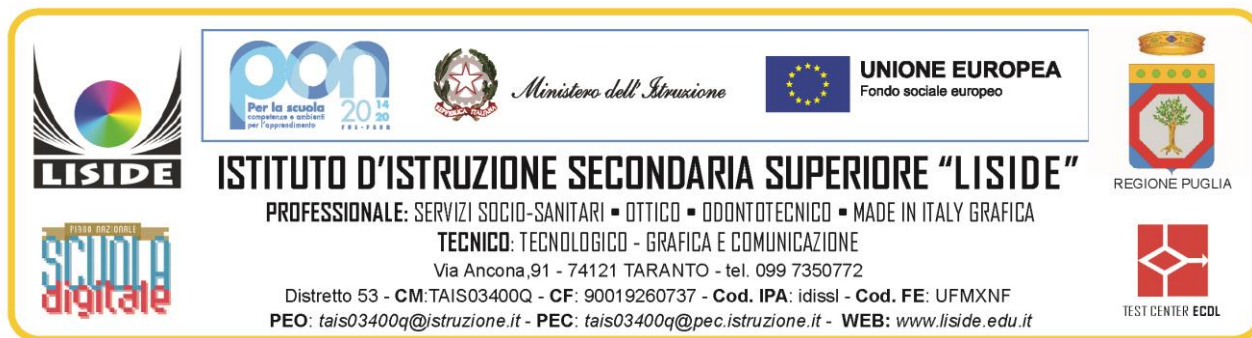 LISIDE
PIANO NAZIONALE
SCUOLA
digitale
pon
Per la scuola
competenze e ambienti
per l'apprendimento
2014
2020
FSE-FESR
REPVBBLICA ITALIANA
Ministero dell'Istruzione
UNIONE EUROPEA
Fondo sociale europeo
ISTITUTO D'ISTRUZIONE SECONDARIA SUPERIORE “LISIDE”
PROFESSIONALE: SERVIZI SOCIO-SANITARI ▪ OTTICO ▪ ODONTOTECNICO ▪ MADE IN ITALY GRAFICA
TECNICO: TECNOLOGICO - GRAFICA E COMUNICAZIONE
Via Ancona,91 - 74121 TARANTO - tel. 099 7350772
Distretto 53 - CM:TAIS03400Q - CF: 90019260737 - Cod. IPA: idissl - Cod. FE: UFMXNF
PEO: tais03400q@istruzione.it - PEC: tais03400q@pec.istruzione.it - WEB: www.liside.edu.it
REGIONE PUGLIA
TEST CENTER ECDL